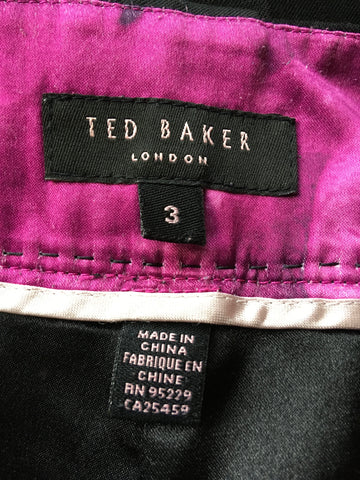 TED BAKER
LONDON
3
MADE IN
CHINA
FABRIQUE EN
CHINE
RN 95229
CA25459